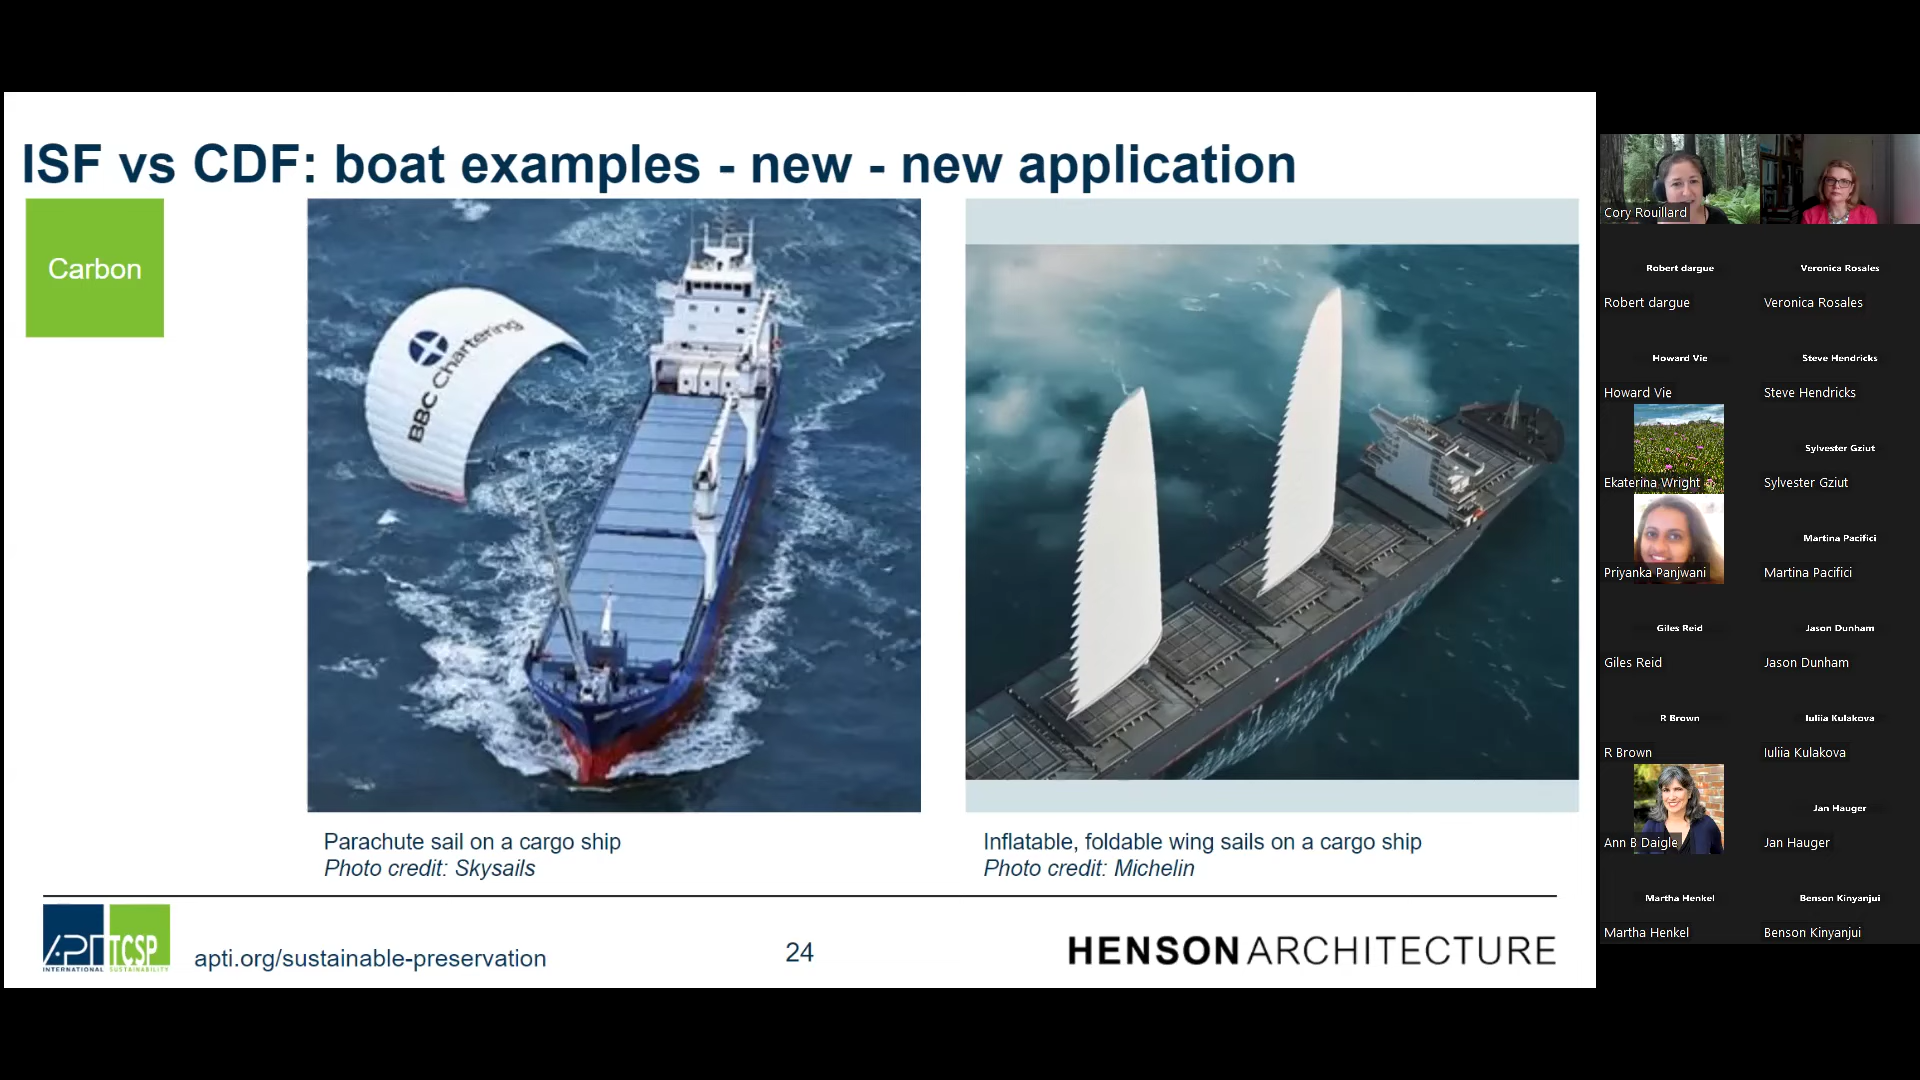 ISF vs CDF: boat examples - new - new application
Carbon
BBC Chartering
Parachute sail on a cargo ship
Photo credit: Skysails
Inflatable, foldable wing sails on a cargo ship
Photo credit: Michelin
APTI TCSP
INTERNATIONAL SUSTAINABILITY
apti.org/sustainable-preservation
24
HENSON ARCHITECTURE
Cory Rouillard
Robert dargue
Veronica Rosales
Robert dargue
Veronica Rosales
Howard Vie
Steve Hendricks
Howard Vie
Steve Hendricks
Sylvester Gziut
Ekaterina Wright
Sylvester Gziut
Martina Pacifici
Priyanka Panjwani
Martina Pacifici
Giles Reid
Jason Dunham
Giles Reid
Jason Dunham
R Brown
Iuliia Kulakova
R Brown
Iuliia Kulakova
Jan Hauger
Ann B Daigle
Jan Hauger
Martha Henkel
Benson Kinyanjui
Martha Henkel
Benson Kinyanjui